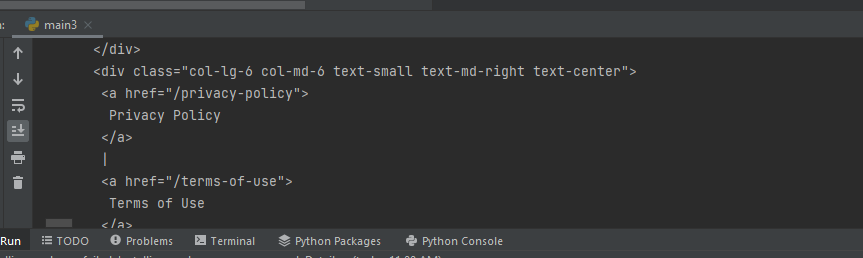 main3
</div>
<div class="col-lg-6 col-md-6 text-small text-md-right text-center">
<a href="/privacy-policy">
Privacy Policy
</a>
|
<a href="/terms-of-use">
Terms of Use
</a>
Run TODO Problems Terminal Python Packages Python Console